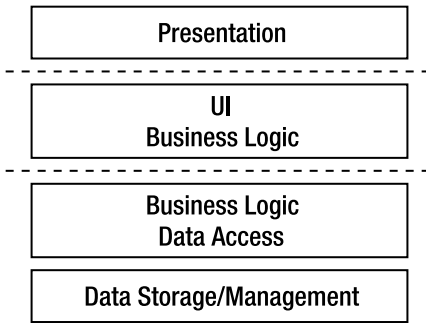 Presentation
UI
Business Logic
Business Logic
Data Access
Data Storage/Management